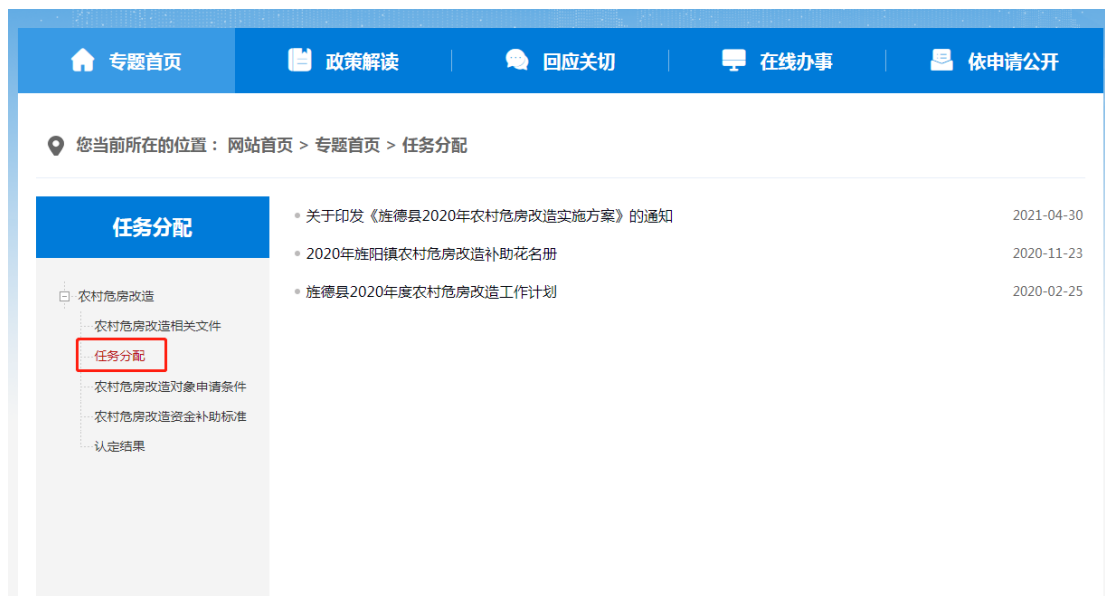 专题首页 政策解读 回应关切 在线办事 依申请公开
您当前所在的位置： 网站首页 > 专题首页 > 任务分配
任务分配
农村危房改造
农村危房改造相关文件
任务分配
农村危房改造对象申请条件
农村危房改造资金补助标准
认定结果
关于印发《旌德县2020年农村危房改造实施方案》的通知 2021-04-30
2020年旌阳镇农村危房改造补助花名册 2020-11-23
旌德县2020年度农村危房改造工作计划 2020-02-25